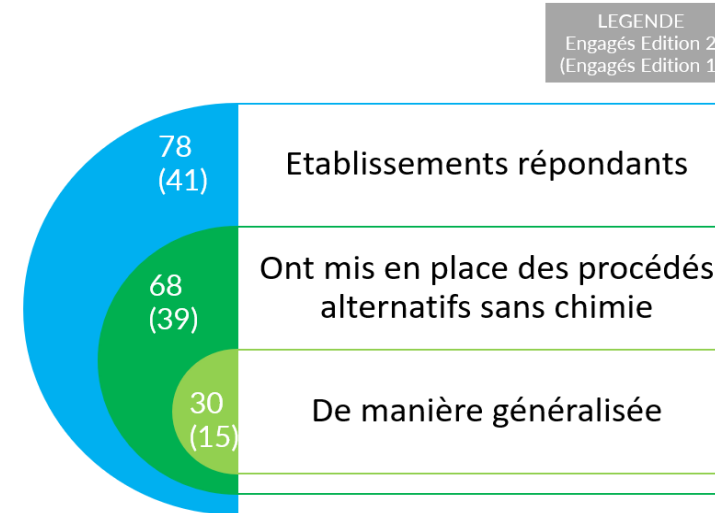 LEGENDE
Engagés Edition 2
(Engagés Edition 1
78
(41)
Etablissements répondants
68
(39)
Ont mis en place des procédés
alternatifs sans chimie
30
(15)
De manière généralisée